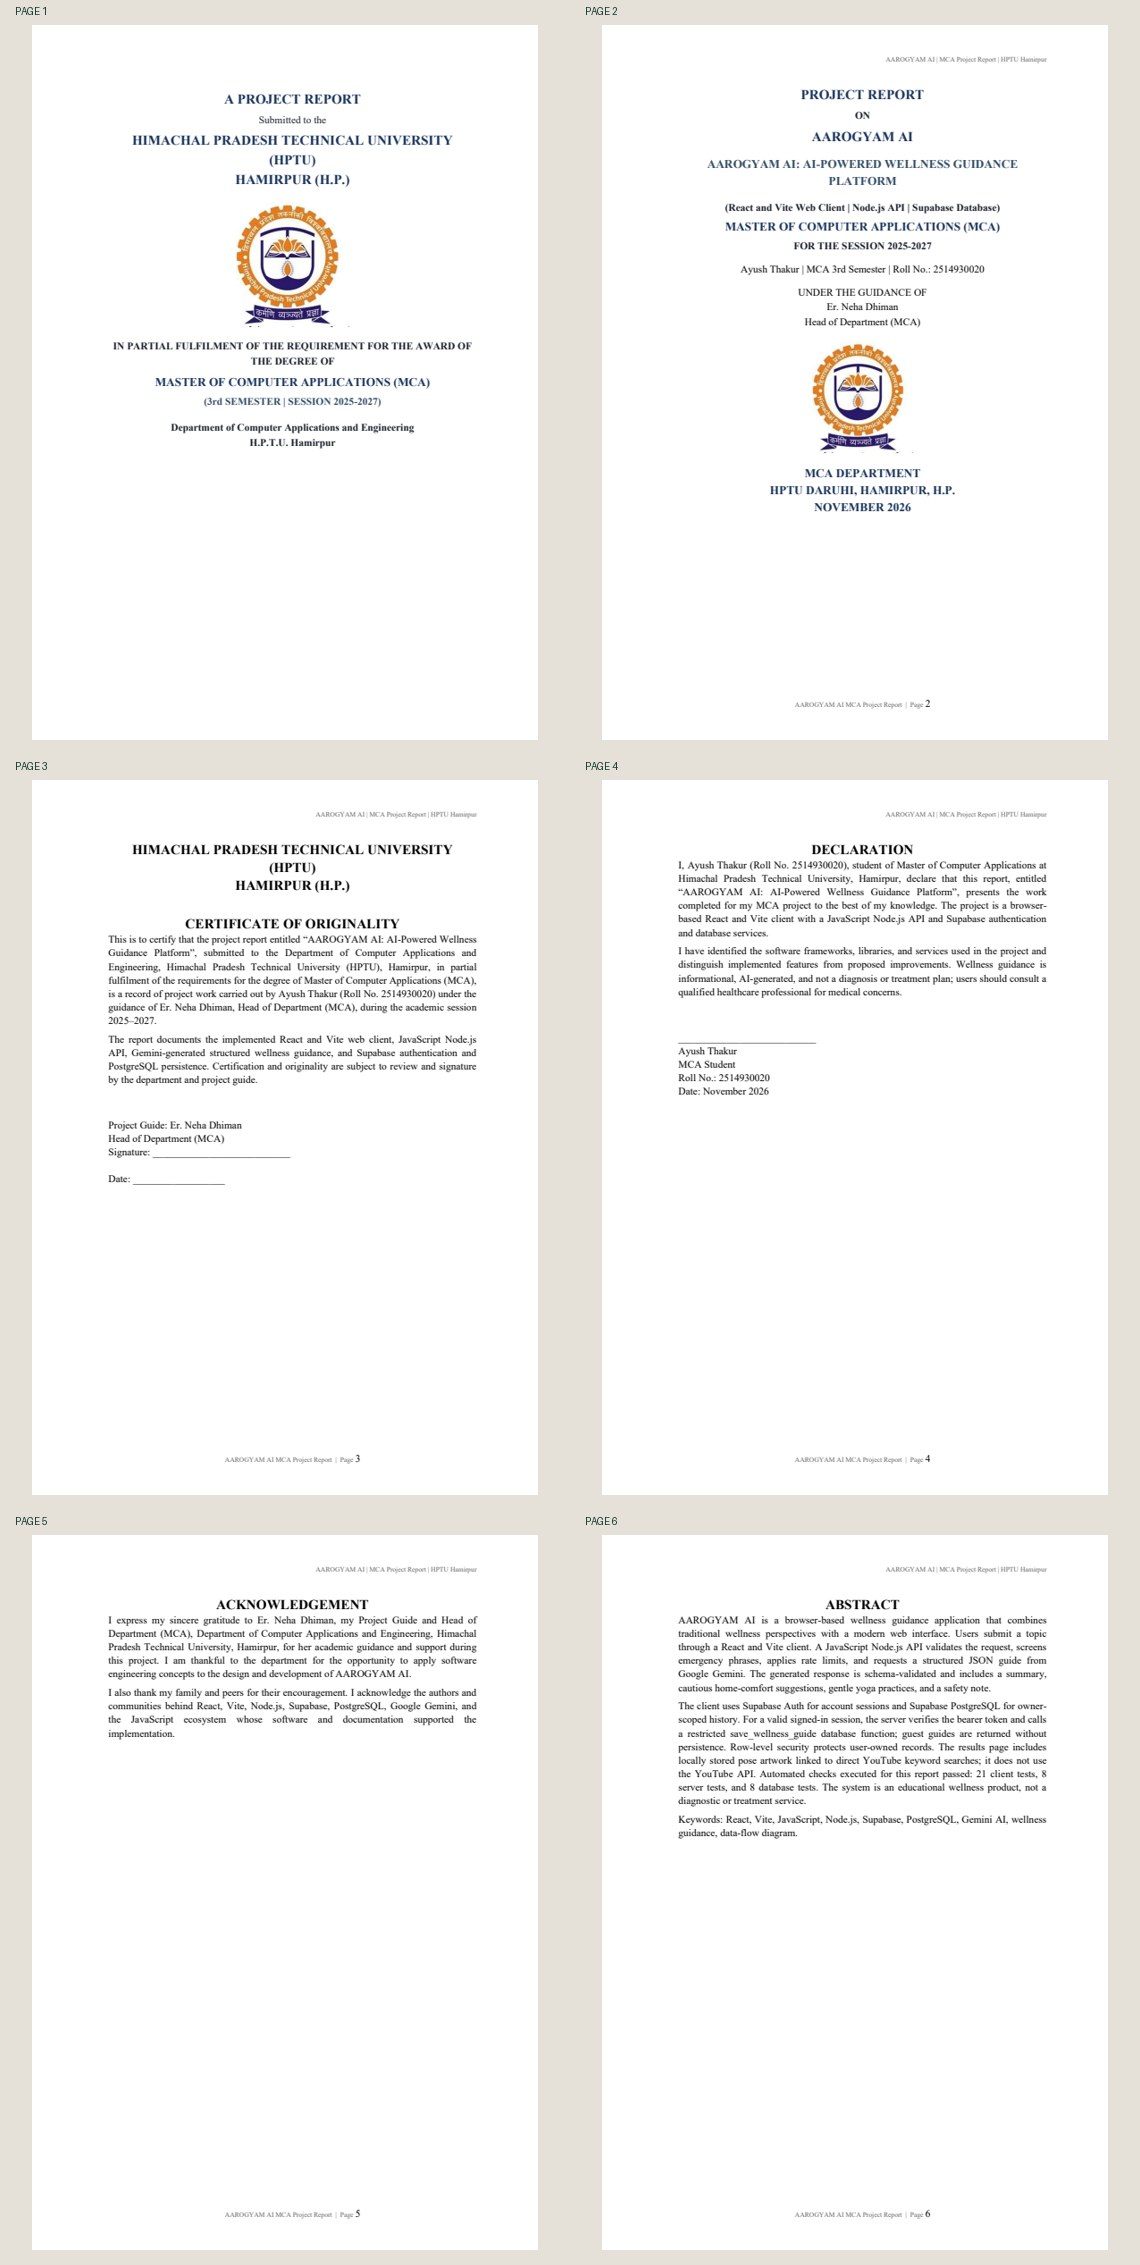 PAGE 1
A PROJECT REPORT
Submitted to the
HIMACHAL PRADESH TECHNICAL UNIVERSITY
(HPTU)
HAMIRPUR (H.P.)
हिमाचल प्रदेश तकनीकी विश्वविद्यालय
Himachal Pradesh Technical University
कर्मणि व्यज्यते प्रज्ञा
IN PARTIAL FULFILMENT OF THE REQUIREMENT FOR THE AWARD OF
THE DEGREE OF
MASTER OF COMPUTER APPLICATIONS (MCA)
(3rd SEMESTER | SESSION 2025-2027)
Department of Computer Applications and Engineering
H.P.T.U. Hamirpur
PAGE 2
AAROGYAM AI | MCA Project Report | HPTU Hamirpur
PROJECT REPORT
ON
AAROGYAM AI
AAROGYAM AI: AI-POWERED WELLNESS GUIDANCE
PLATFORM
(React and Vite Web Client | Node.js API | Supabase Database)
MASTER OF COMPUTER APPLICATIONS (MCA)
FOR THE SESSION 2025-2027
Ayush Thakur | MCA 3rd Semester | Roll No.: 2514930020
UNDER THE GUIDANCE OF
Er. Neha Dhiman
Head of Department (MCA)
हिमाचल प्रदेश तकनीकी विश्वविद्यालय
Himachal Pradesh Technical University
कर्मणि व्यज्यते प्रज्ञा
MCA DEPARTMENT
HPTU DARUHI, HAMIRPUR, H.P.
NOVEMBER 2026
AAROGYAM AI MCA Project Report | Page 2
PAGE 3
AAROGYAM AI | MCA Project Report | HPTU Hamirpur
HIMACHAL PRADESH TECHNICAL UNIVERSITY
(HPTU)
HAMIRPUR (H.P.)
CERTIFICATE OF ORIGINALITY
This is to certify that the project report entitled “AAROGYAM AI: AI-Powered Wellness
Guidance Platform”, submitted to the Department of Computer Applications and
Engineering, Himachal Pradesh Technical University (HPTU), Hamirpur, in partial
fulfilment of the requirements for the degree of Master of Computer Applications (MCA),
is a record of project work carried out by Ayush Thakur (Roll No. 2514930020) under the
guidance of Er. Neha Dhiman, Head of Department (MCA), during the academic session
2025–2027.
The report documents the implemented React and Vite web client, JavaScript Node.js
API, Gemini-generated structured wellness guidance, and Supabase authentication and
PostgreSQL persistence. Certification and originality are subject to review and signature
by the department and project guide.
Project Guide: Er. Neha Dhiman
Head of Department (MCA)
Signature: ___________________________
Date: __________________
AAROGYAM AI MCA Project Report | Page 3
PAGE 4
AAROGYAM AI | MCA Project Report | HPTU Hamirpur
DECLARATION
I, Ayush Thakur (Roll No. 2514930020), student of Master of Computer Applications at
Himachal Pradesh Technical University, Hamirpur, declare that this report, entitled
“AAROGYAM AI: AI-Powered Wellness Guidance Platform”, presents the work
completed for my MCA project to the best of my knowledge. The project is a browser-
based React and Vite client with a JavaScript Node.js API and Supabase authentication
and database services.
I have identified the software frameworks, libraries, and services used in the project and
distinguish implemented features from proposed improvements. Wellness guidance is
informational, AI-generated, and not a diagnosis or treatment plan; users should consult a
qualified healthcare professional for medical concerns.
___________________________
Ayush Thakur
MCA Student
Roll No.: 2514930020
Date: November 2026
AAROGYAM AI MCA Project Report | Page 4
PAGE 5
AAROGYAM AI | MCA Project Report | HPTU Hamirpur
ACKNOWLEDGEMENT
I express my sincere gratitude to Er. Neha Dhiman, my Project Guide and Head of
Department (MCA), Department of Computer Applications and Engineering, Himachal
Pradesh Technical University, Hamirpur, for her academic guidance and support during
this project. I am thankful to the department for the opportunity to apply software
engineering concepts to the design and development of AAROGYAM AI.
I also thank my family and peers for their encouragement. I acknowledge the authors and
communities behind React, Vite, Node.js, Supabase, PostgreSQL, Google Gemini, and
the JavaScript ecosystem whose software and documentation supported the
implementation.
AAROGYAM AI MCA Project Report | Page 5
PAGE 6
AAROGYAM AI | MCA Project Report | HPTU Hamirpur
ABSTRACT
AAROGYAM AI is a browser-based wellness guidance application that combines
traditional wellness perspectives with a modern web interface. Users submit a topic
through a React and Vite client. A JavaScript Node.js API validates the request, screens
emergency phrases, applies rate limits, and requests a structured JSON guide from
Google Gemini. The generated response is schema-validated and includes a summary,
cautious home-comfort suggestions, gentle yoga practices, and a safety note.
The client uses Supabase Auth for account sessions and Supabase PostgreSQL for owner-
scoped history. For a valid signed-in session, the server verifies the bearer token and calls
a restricted save_wellness_guide database function; guest guides are returned without
persistence. Row-level security protects user-owned records. The results page includes
locally stored pose artwork linked to direct YouTube keyword searches; it does not use
the YouTube API. Automated checks executed for this report passed: 21 client tests, 8
server tests, and 8 database tests. The system is an educational wellness product, not a
diagnostic or treatment service.
Keywords: React, Vite, JavaScript, Node.js, Supabase, PostgreSQL, Gemini AI, wellness
guidance, data-flow diagram.
AAROGYAM AI MCA Project Report | Page 6